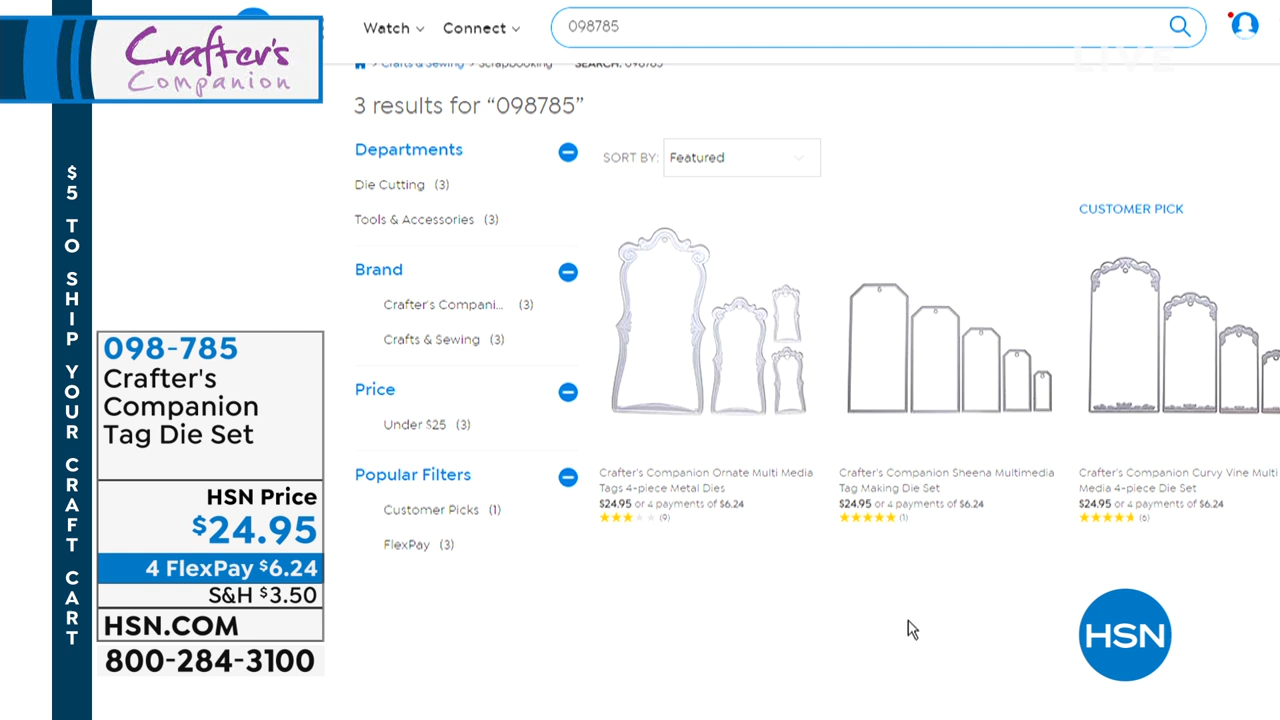 Crafter's
Companion
$5 TO SHIP YOUR CRAFT CART
098-785
Crafter's
Companion
Tag Die Set
HSN Price
$24.95
4 FlexPay $6.24
S&H $3.50
HSN.COM
800-284-3100
Watch
Connect
098785
LIVE
> Crafts & Sewing > Scrapbooking SEARCH: 098785
3 results for “098785”
Departments
Die Cutting (3)
Tools & Accessories (3)
Brand
Crafter's Compani... (3)
Crafts & Sewing (3)
Price
Under $25 (3)
Popular Filters
Customer Picks (1)
FlexPay (3)
SORT BY: Featured
CUSTOMER PICK
Crafter's Companion Ornate Multi Media
Tags 4-piece Metal Dies
$24.95 or 4 payments of $6.24
(9)
Crafter's Companion Sheena Multimedia
Tag Making Die Set
$24.95 or 4 payments of $6.24
(1)
Crafter's Companion Curvy Vine Multi
Media 4-piece Die Set
$24.95 or 4 payments of $6.24
(6)
HSN